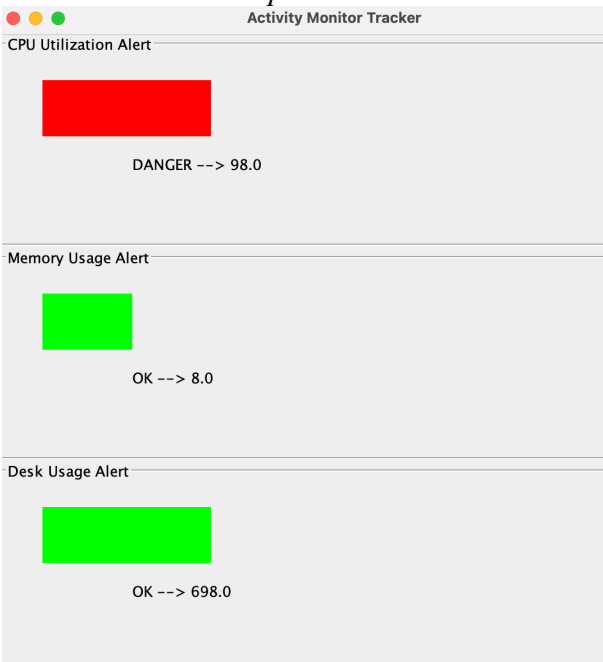 Activity Monitor Tracker
CPU Utilization Alert
DANGER --> 98.0
Memory Usage Alert
OK --> 8.0
Desk Usage Alert
OK --> 698.0